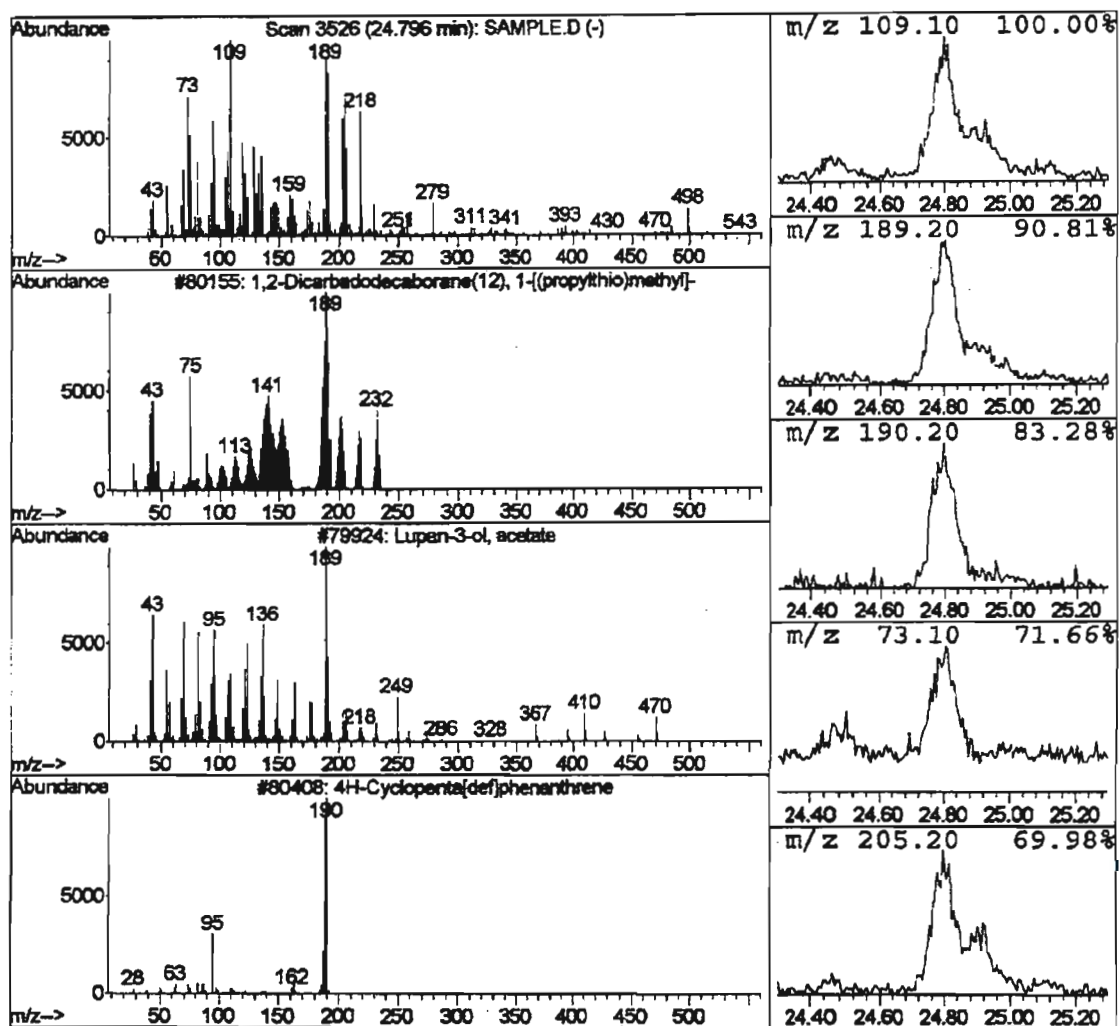 Abundance
Scan 3526 (24.796 min): SAMPLE.D (-)
109
189
73
218
5000
43
159
251
279
311
341
393
430
470
498
543
0
m/z-->
50 100 150 200 250 300 350 400 450 500
Abundance
#80155: 1,2-Dicarbadodecaborane(12), 1-[(propylthio)methyl]-
189
75
43
5000
141
113
232
0
m/z-->
50 100 150 200 250 300 350 400 450 500
Abundance
#79924: Lupan-3-ol, acetate
189
43
95
136
5000
249
218
286
328
367
410
470
0
m/z-->
50 100 150 200 250 300 350 400 450 500
Abundance
#80408: 4H-Cyclopenta[def]phenanthrene
190
5000
95
28
63
162
0
m/z-->
50 100 150 200 250 300 350 400 450 500
m/z 109.10 100.00%
24.40 24.60 24.80 25.00 25.20
m/z 189.20 90.81%
24.40 24.60 24.80 25.00 25.20
m/z 190.20 83.28%
24.40 24.60 24.80 25.00 25.20
m/z 73.10 71.66%
24.40 24.60 24.80 25.00 25.20
m/z 205.20 69.98%
24.40 24.60 24.80 25.00 25.20